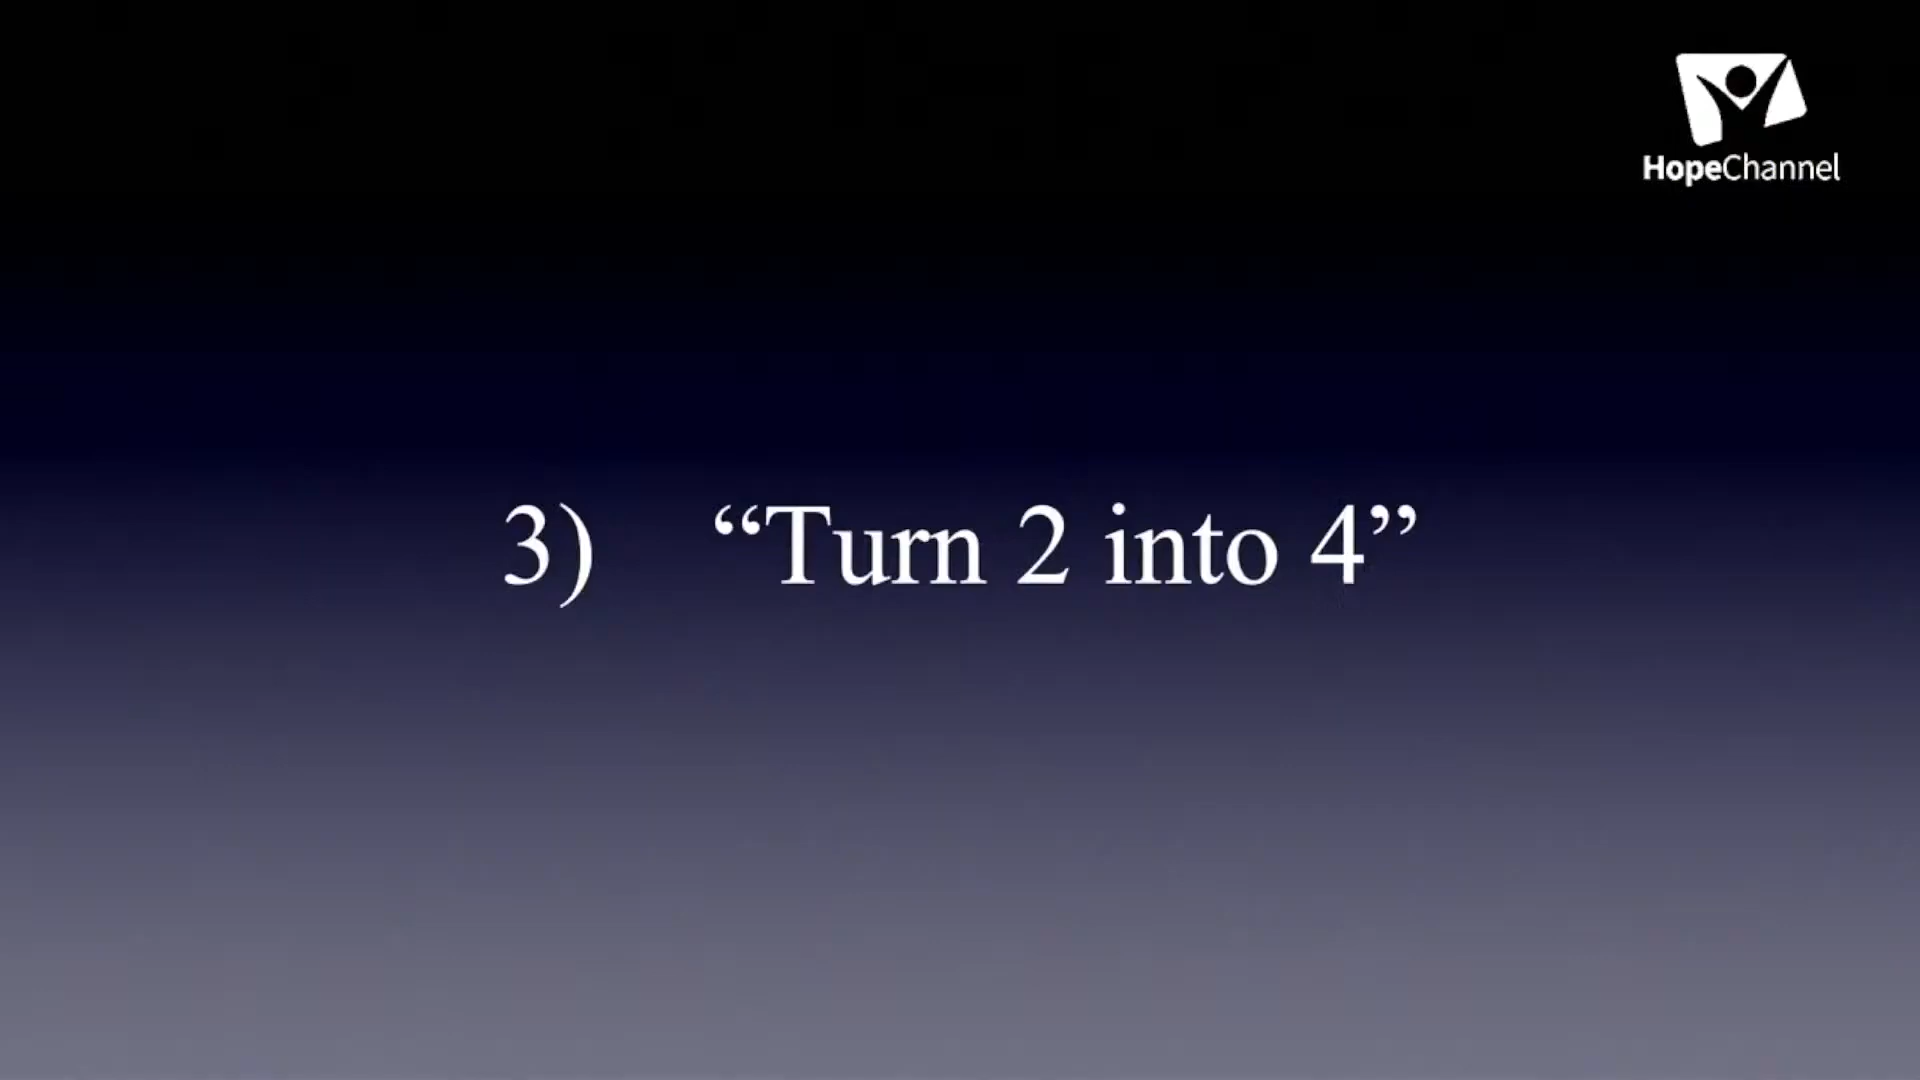 HopeChannel
3) “Turn 2 into 4”